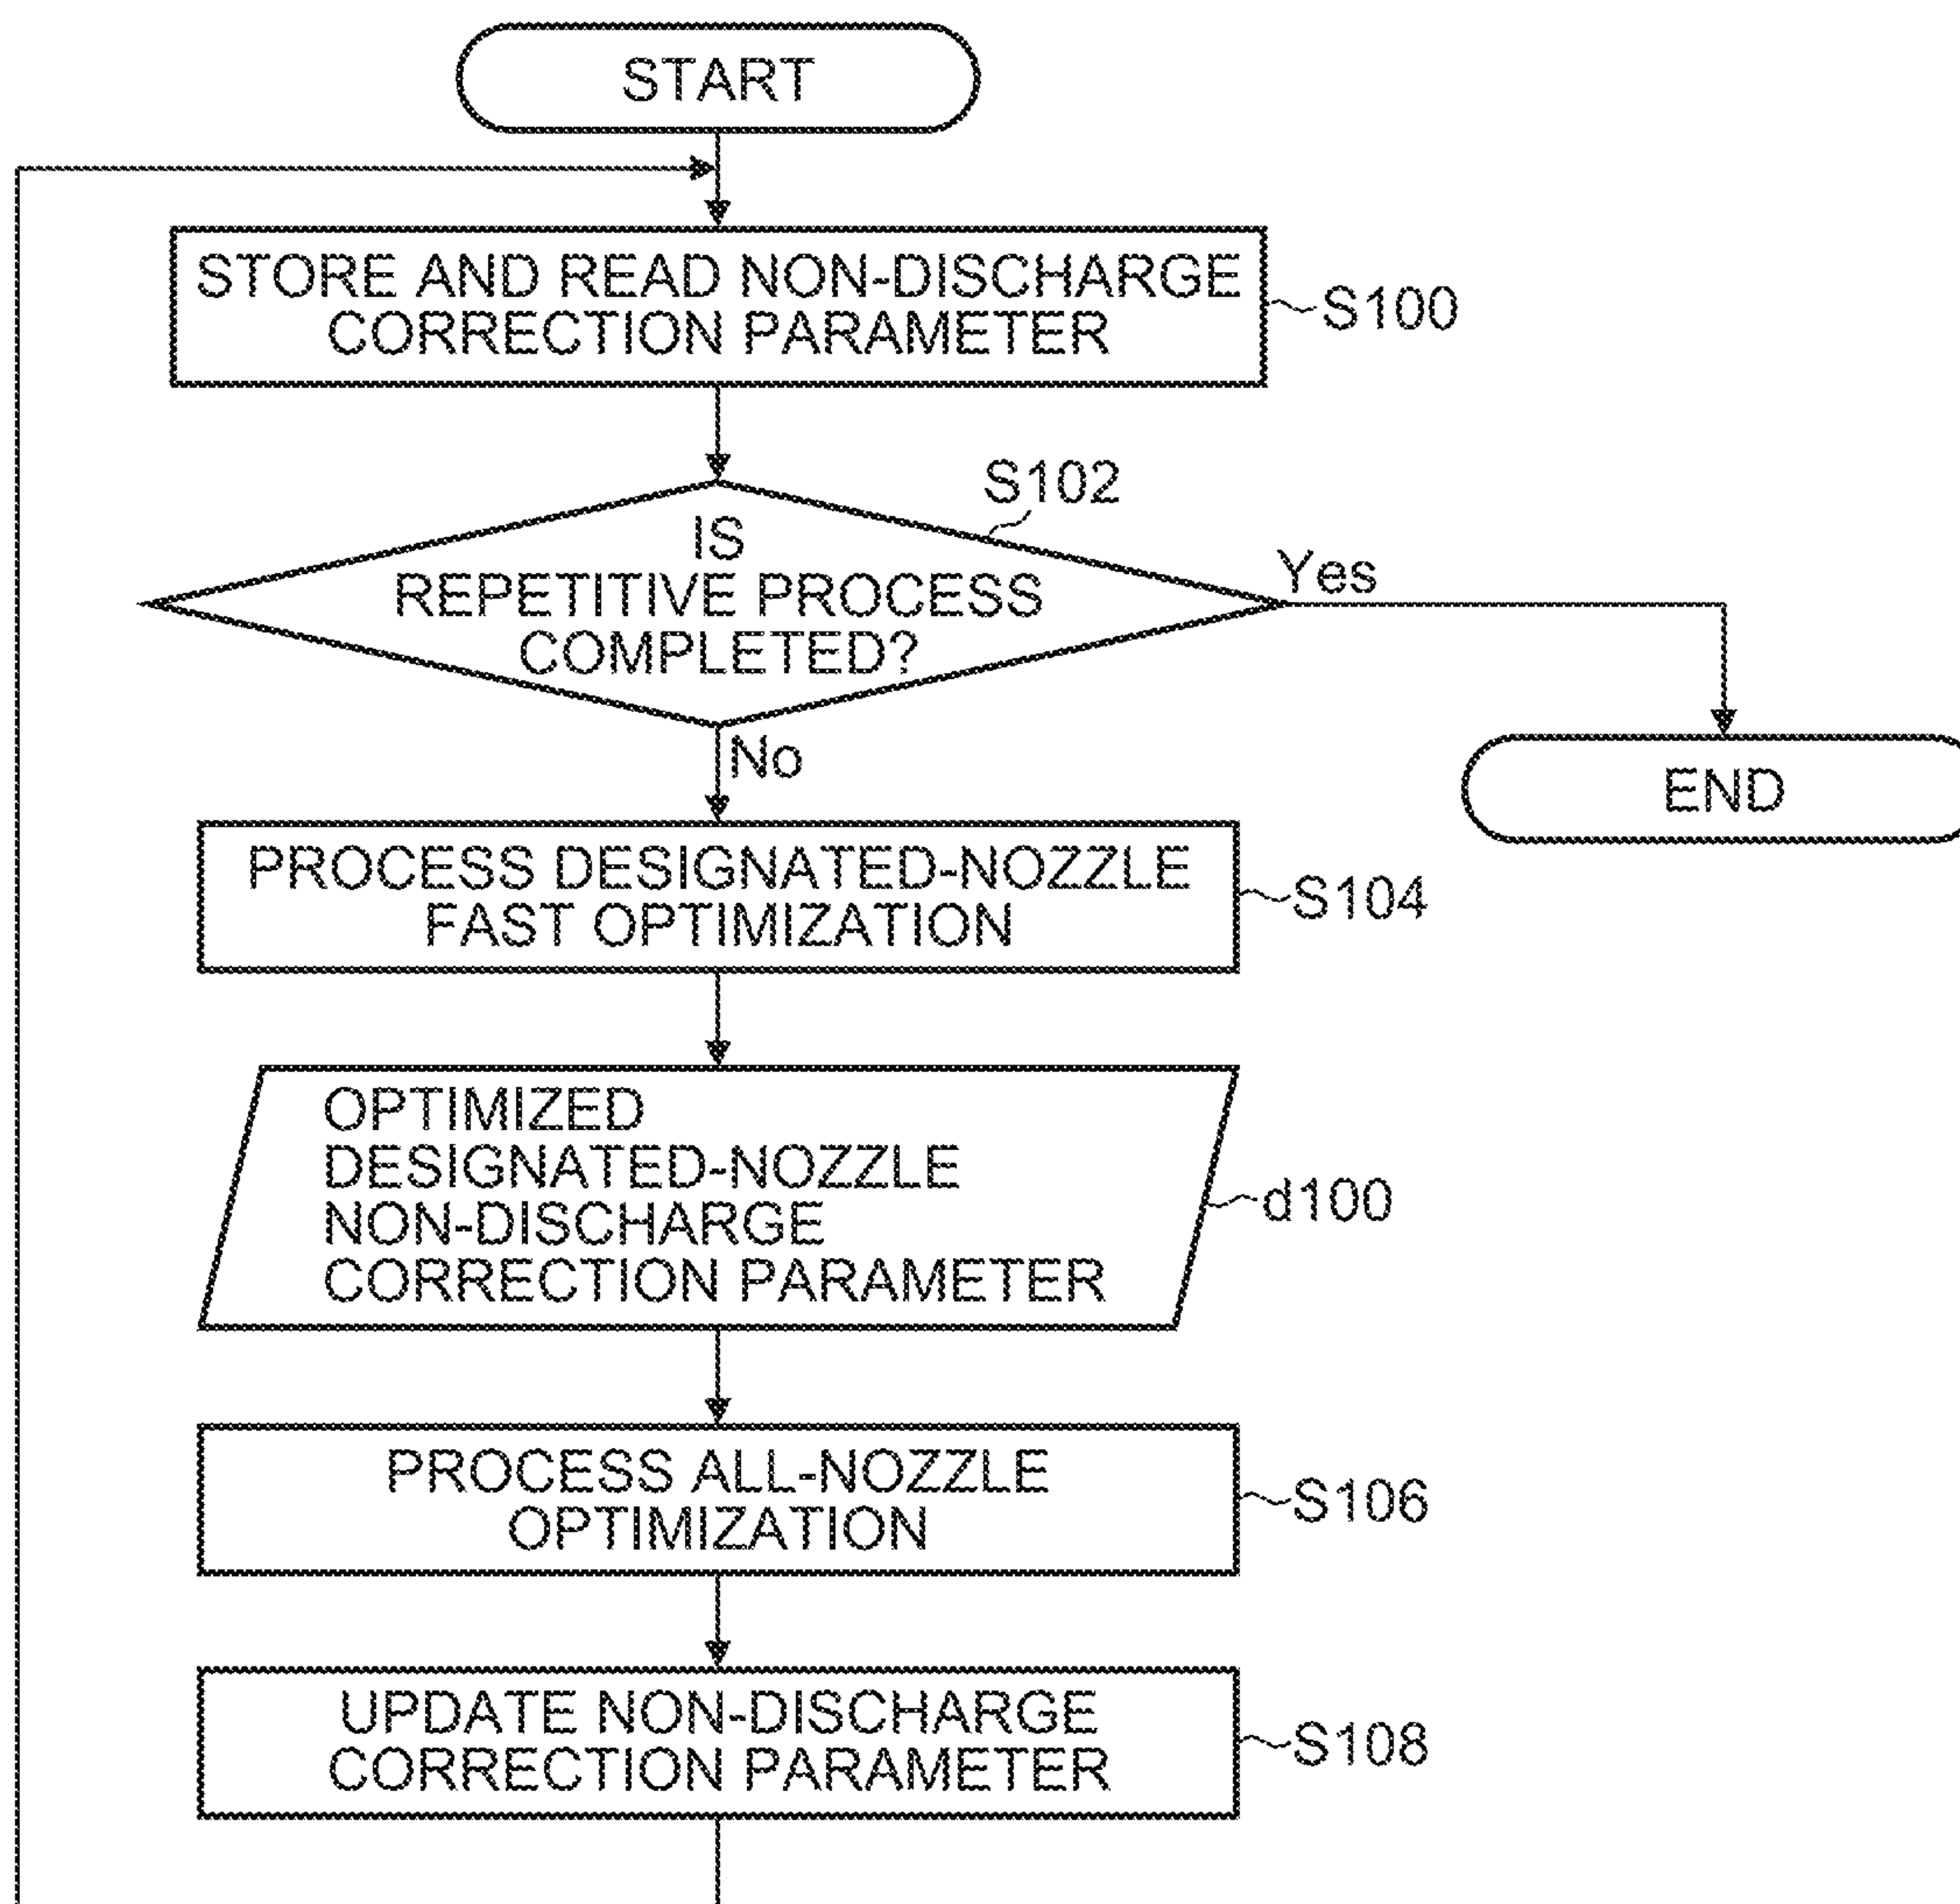 START
STORE AND READ NON-DISCHARGE
CORRECTION PARAMETER
S100
S102
IS
REPETITIVE PROCESS
COMPLETED?
Yes
No
END
PROCESS DESIGNATED-NOZZLE
FAST OPTIMIZATION
S104
OPTIMIZED
DESIGNATED-NOZZLE
NON-DISCHARGE
CORRECTION PARAMETER
d100
PROCESS ALL-NOZZLE
OPTIMIZATION
S106
UPDATE NON-DISCHARGE
CORRECTION PARAMETER
S108